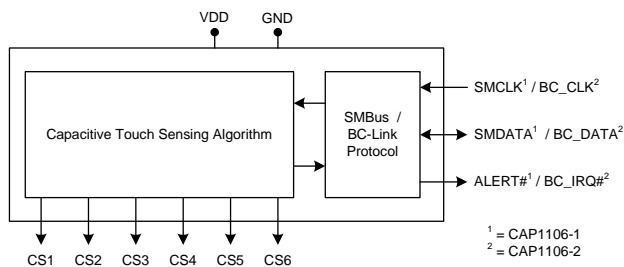 VDD GND
Capacitive Touch Sensing Algorithm
SMBus /
BC-Link
Protocol
SMCLK¹ / BC_CLK²
SMDATA¹ / BC_DATA²
ALERT#¹ / BC_IRQ#²
CS1 CS2 CS3 CS4 CS5 CS6
¹ = CAP1106-1
² = CAP1106-2